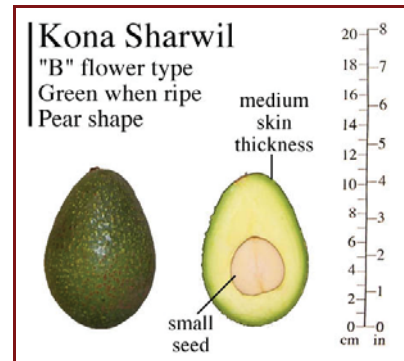 Kona Sharwil
"B" flower type
Green when ripe
Pear shape
medium
skin
thickness
small
seed
20
18
16
14
12
10
8
6
4
2
0
cm
8
7
6
5
4
3
2
1
0
in